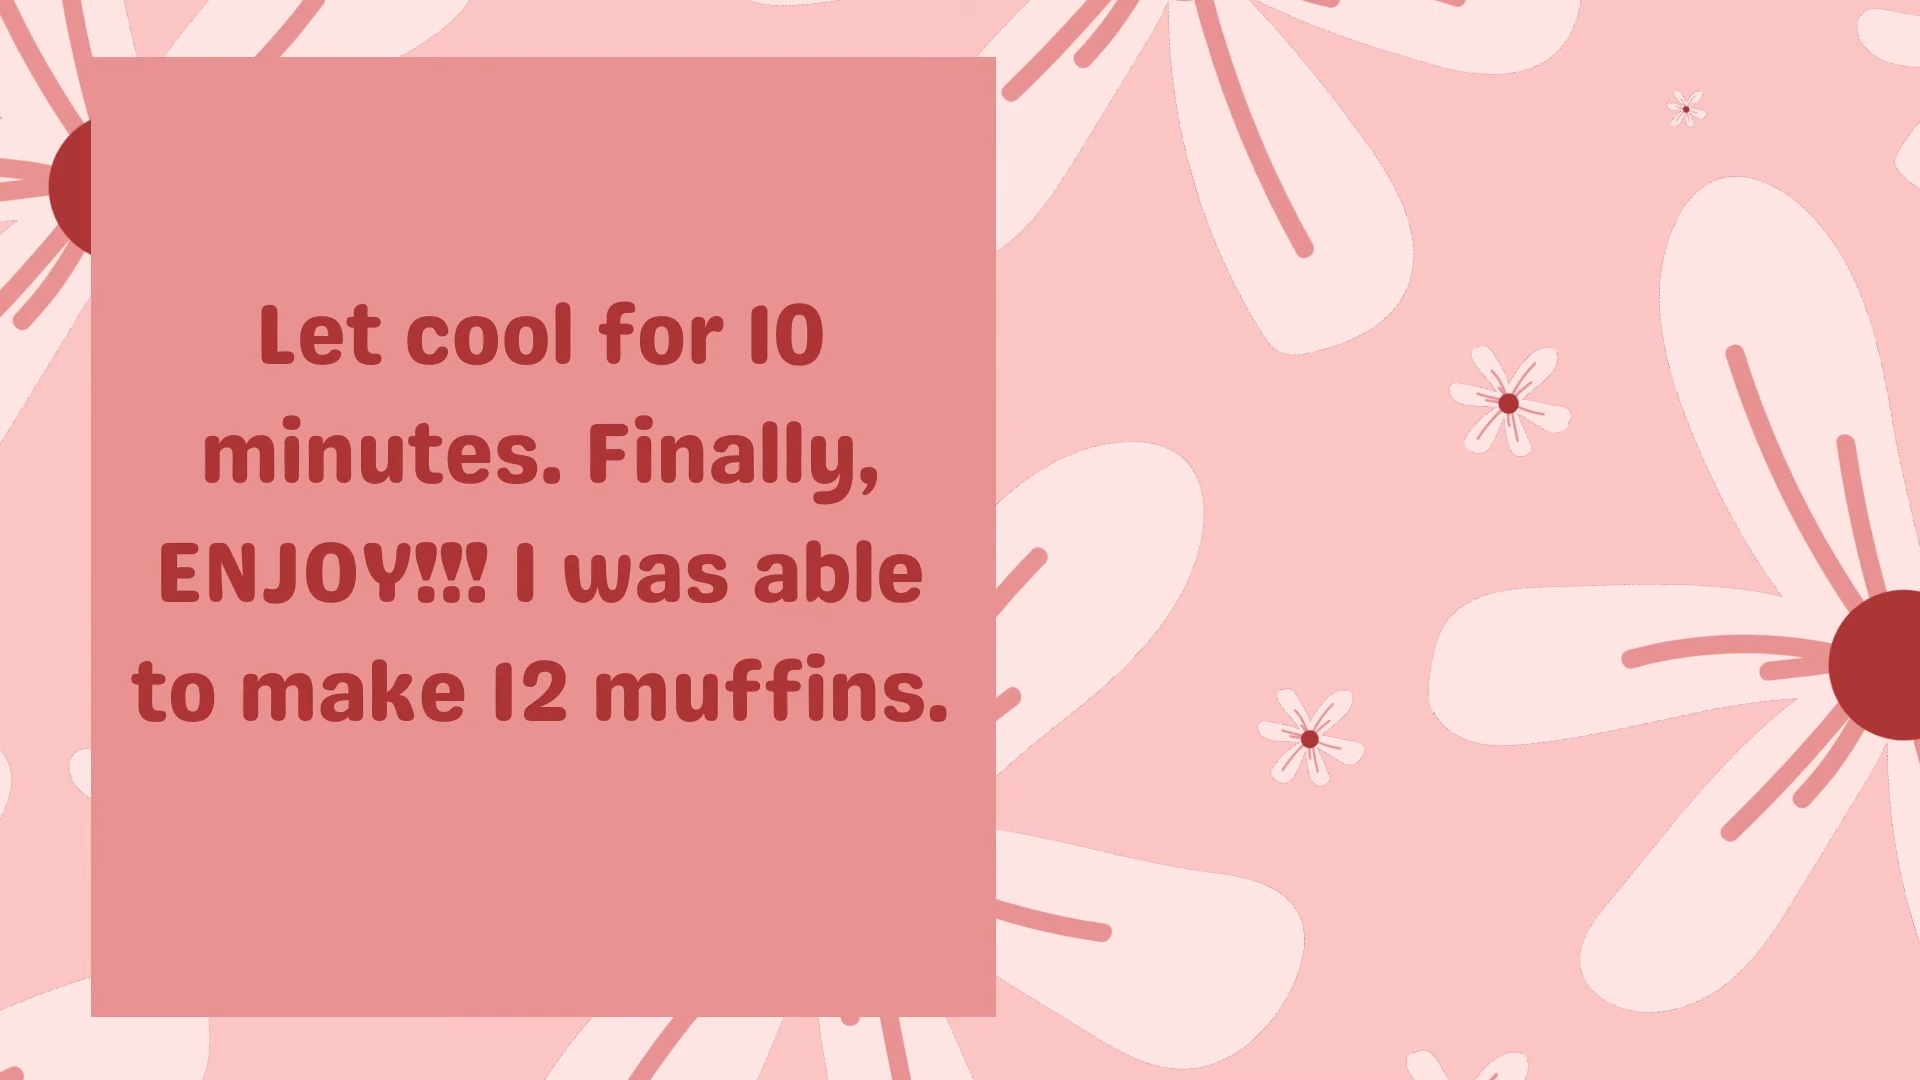 Let cool for 10
minutes. Finally,
ENJOY!!! I was able
to make 12 muffins.